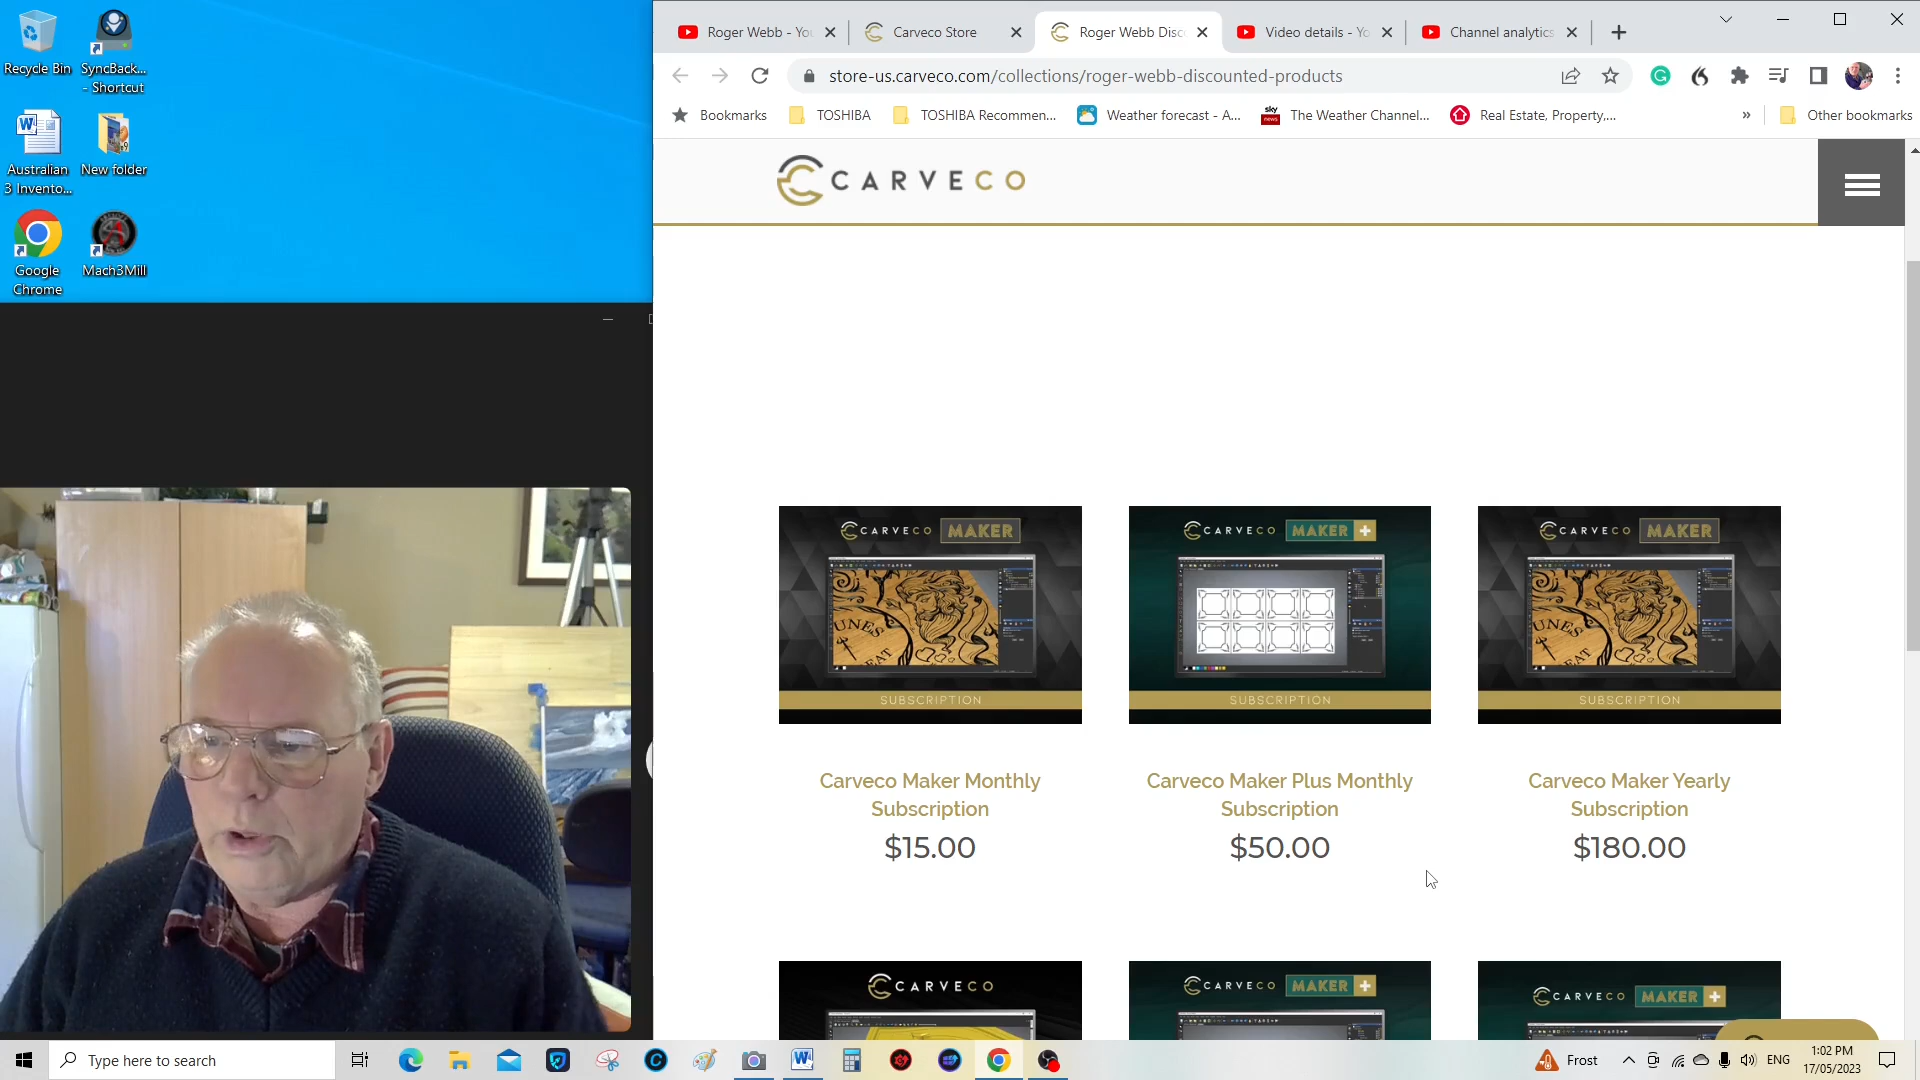 Recycle Bin
SyncBack...
- Shortcut
Australian
3 Invento...
New folder
Google
Chrome
Mach3Mill
Roger Webb - You
Carveco Store
Roger Webb Disc
Video details - Yo
Channel analytics
store-us.carveco.com/collections/roger-webb-discounted-products
Bookmarks
TOSHIBA
TOSHIBA Recommen...
Weather forecast - A...
sky news
The Weather Channel...
Real Estate, Property,...
»
Other bookmarks
CARVECO
CARVECO MAKER
SUBSCRIPTION
Carveco Maker Monthly
Subscription
$15.00
CARVECO MAKER +
SUBSCRIPTION
Carveco Maker Plus Monthly
Subscription
$50.00
CARVECO MAKER
SUBSCRIPTION
Carveco Maker Yearly
Subscription
$180.00
CARVECO
CARVECO MAKER +
CARVECO MAKER +
Type here to search
Frost
ENG
1:02 PM
17/05/2023